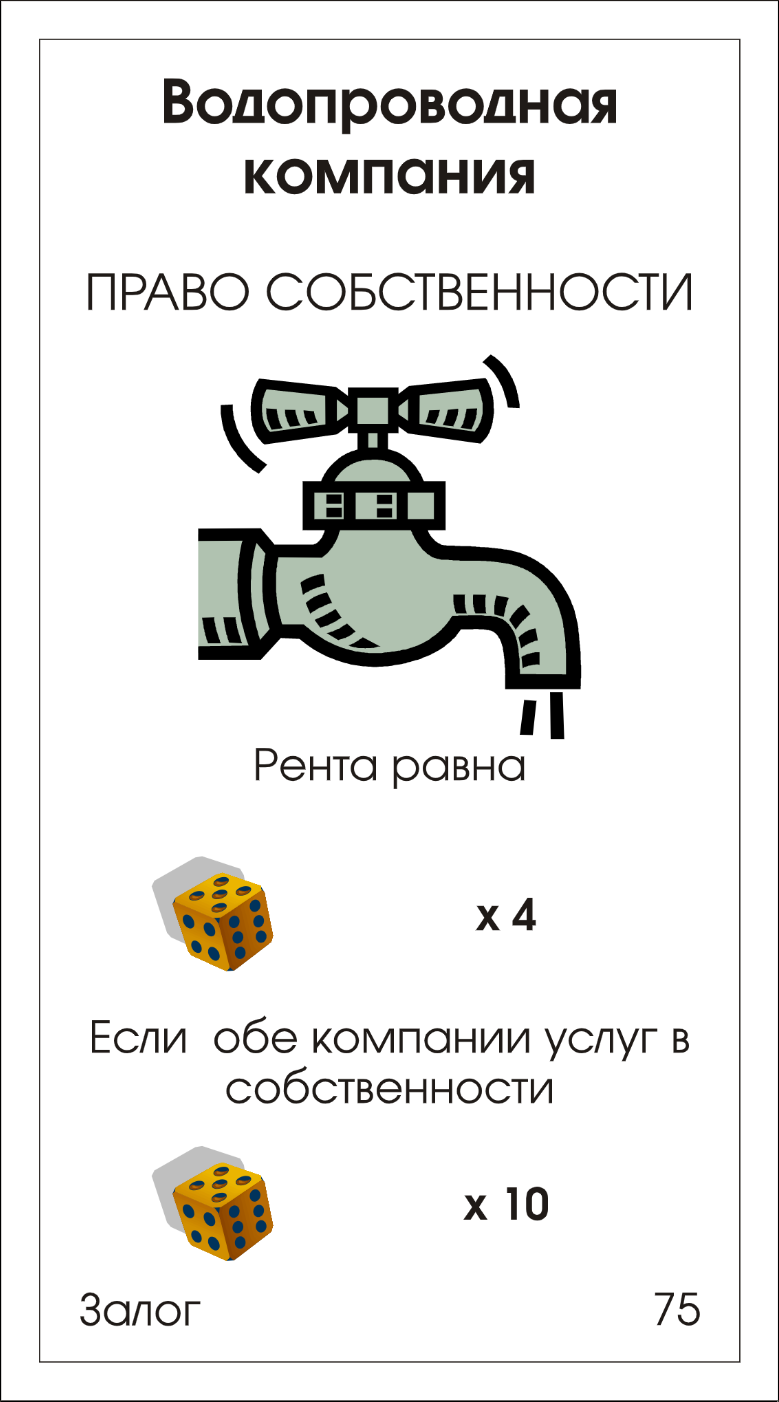 Водопроводная
компания
ПРАВО СОБСТВЕННОСТИ
Рента равна
x 4
Если обе компании услуг в
собственности
x 10
Залог 75